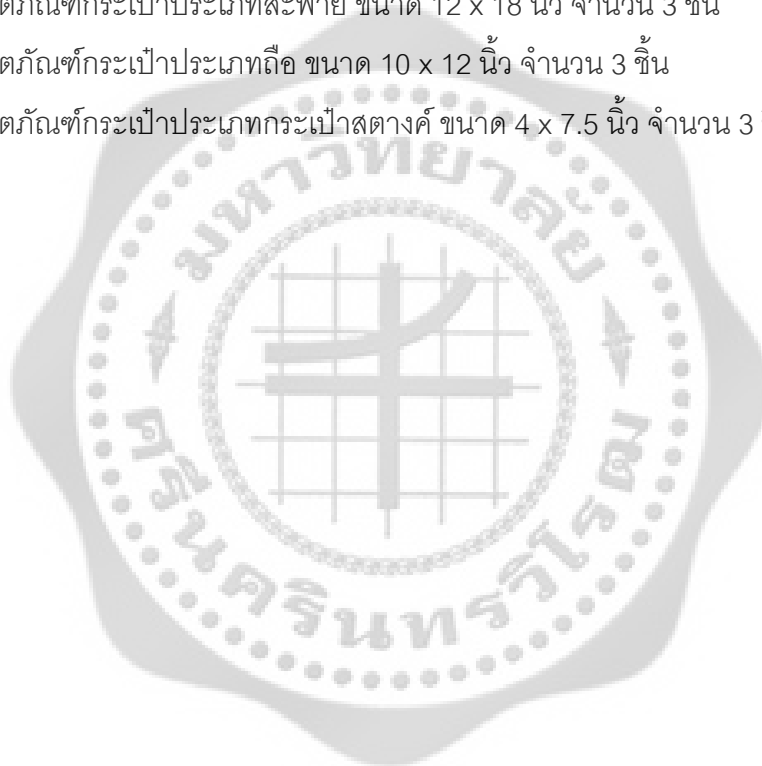 ตภัณฑ์กระเป๋าประเภทสะพาย ขนาด 12 x 18 นิ้ว จำนวน 3 ชิ้น
ตภัณฑ์กระเป๋าประเภทถือ ขนาด 10 x 12 นิ้ว จำนวน 3 ชิ้น
ตภัณฑ์กระเป๋าประเภทกระเป๋าสตางค์ ขนาด 4 x 7.5 นิ้ว จำนวน 3
มหาวิทยาลัย
ศรีนครินทรวิโรฒ